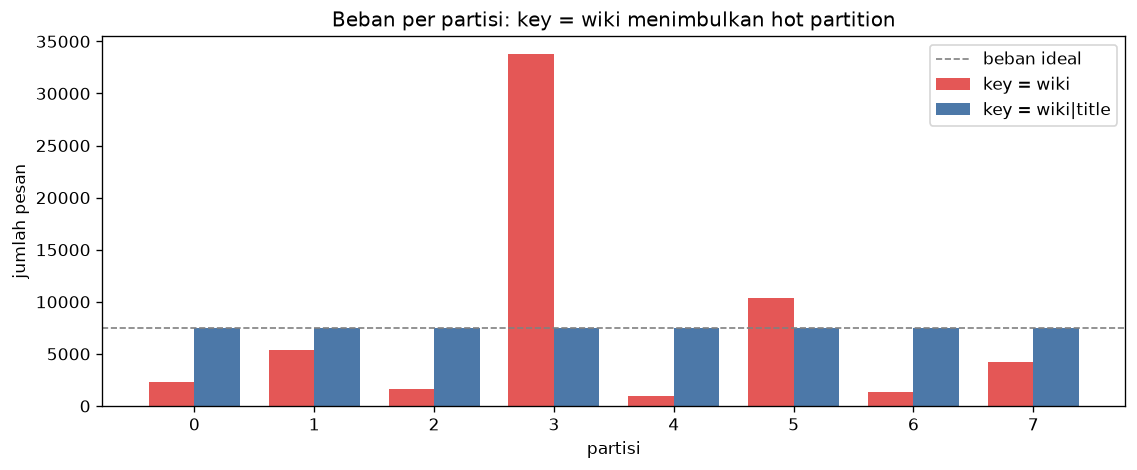 Beban per partisi: key = wiki menimbulkan hot partition
35000
30000
25000
20000
15000
10000
5000
0
jumlah pesan
beban ideal
key = wiki
key = wiki|title
0 1 2 3 4 5 6 7
partisi